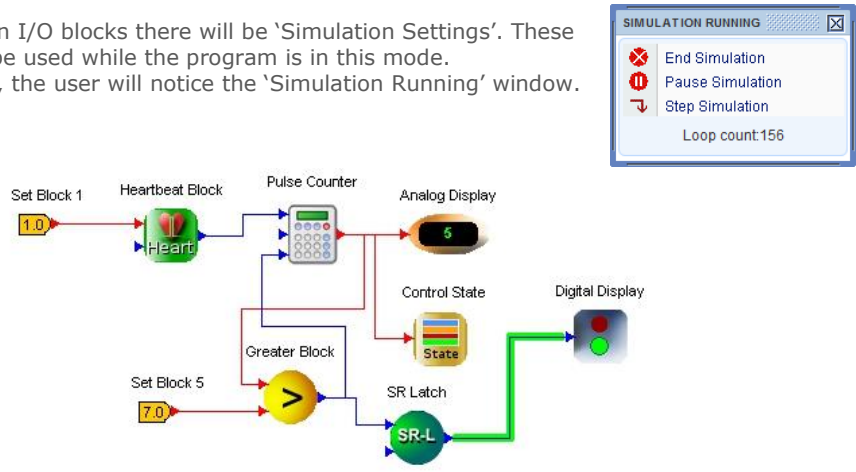 n I/O blocks there will be ‘Simulation Settings’. These
be used while the program is in this mode.
, the user will notice the ‘Simulation Running’ window.
SIMULATION RUNNING
End Simulation
Pause Simulation
Step Simulation
Loop count:156
Set Block 1
Heartbeat Block
Pulse Counter
Analog Display
1.0
Heart
5
Control State
Digital Display
State
Greater Block
Set Block 5
SR Latch
7.0
>
SR-L